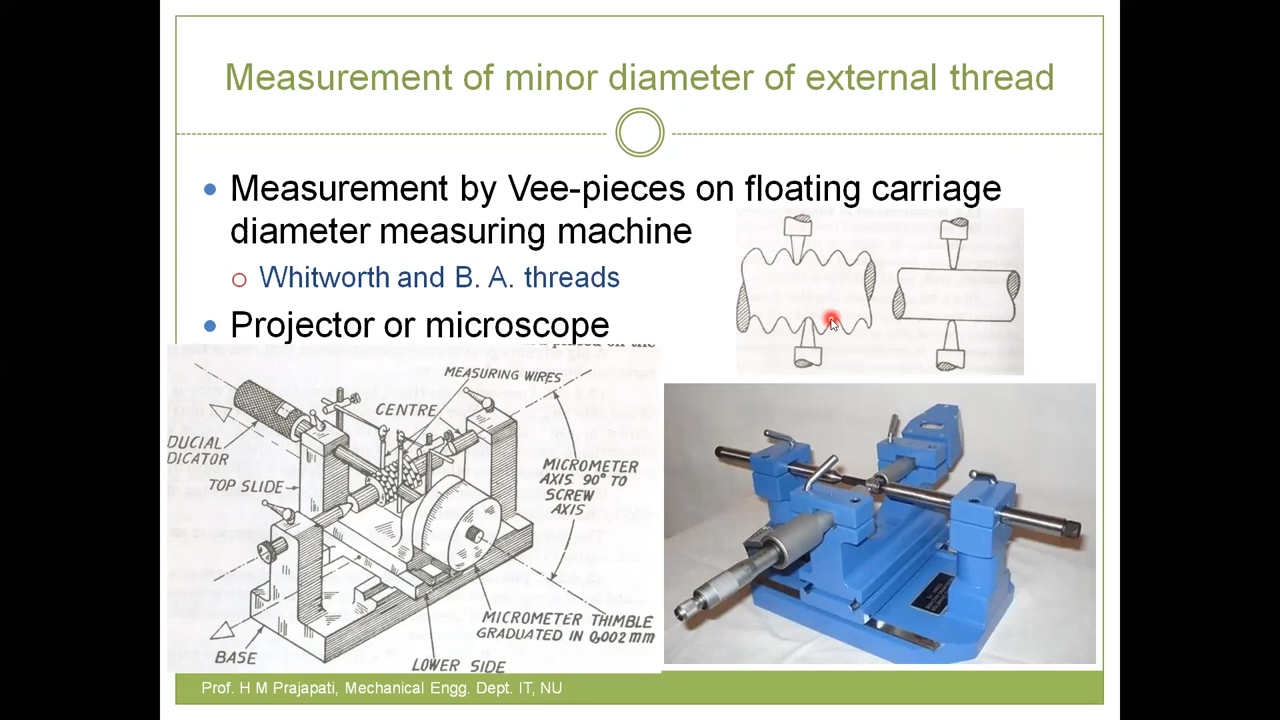 Measurement of minor diameter of external thread
Measurement by Vee-pieces on floating carriage
diameter measuring machine
Whitworth and B. A. threads
Projector or microscope
MEASURING WIRES
CENTRE
DUCIAL
DICATOR
TOP SLIDE
MICROMETER
AXIS 90° TO
SCREW
AXIS
MICROMETER THIMBLE
GRADUATED IN 0,002 mm
BASE
LOWER SIDE
Prof. H M Prajapati, Mechanical Engg. Dept. IT, NU